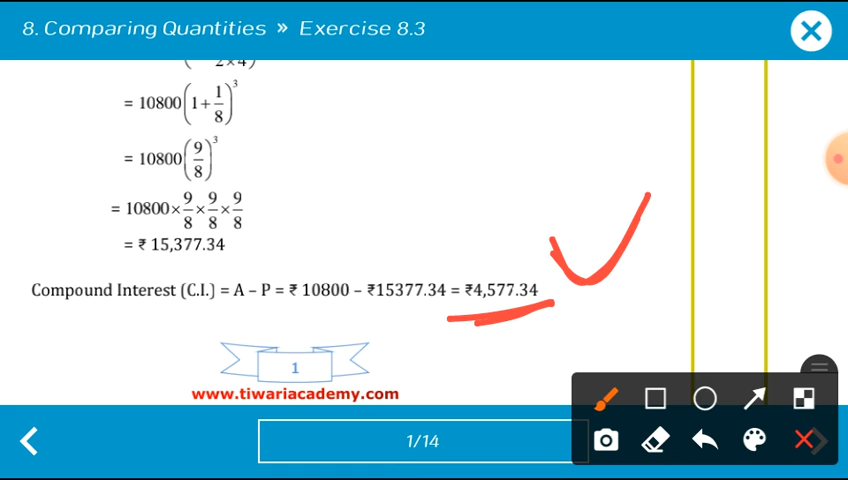 8. Comparing Quantities » Exercise 8.3
= 10800(1+1/8)^3
= 10800(9/8)^3
= 10800×9/8×9/8×9/8
= ₹ 15,377.34
Compound Interest (C.I.) = A – P = ₹ 10800 – ₹15377.34 = ₹4,577.34
1
www.tiwariacademy.com
1/14